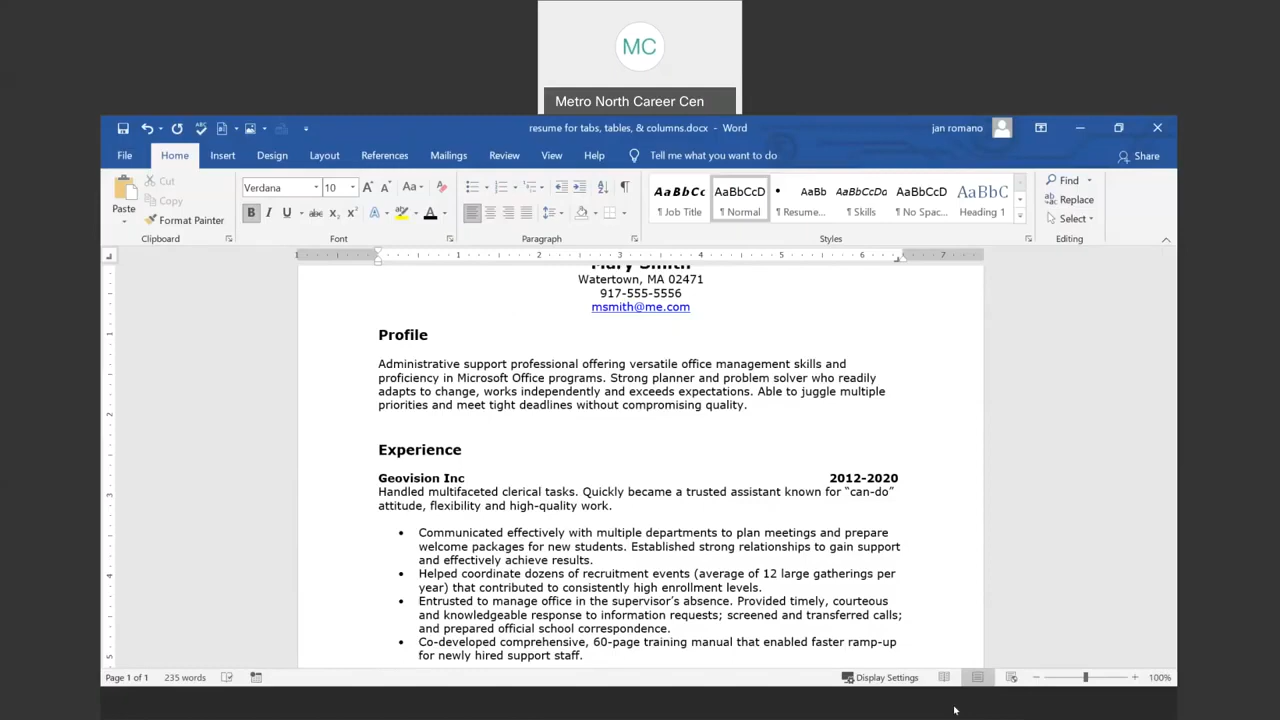 MC
Metro North Career Cen
resume for tabs, tables, & columns.docx - Word
jan romano
File Home Insert Design Layout References Mailings Review View Help Tell me what you want to do Share
Paste
Cut
Copy
Format Painter
Clipboard
Verdana 10
Font
Paragraph
AaBbCc AaBbCcD AaBb AaBbCcDc AaBbCcD AaBbC
¶ Job Title ¶ Normal ¶ Resume... ¶ Skills ¶ No Spac... Heading 1
Styles
Find
Replace
Select
Editing
1 1 2 3 4 5 6 7
Mary Smith
Watertown, MA 02471
917-555-5556
msmith@me.com
Profile
Administrative support professional offering versatile office management skills and
proficiency in Microsoft Office programs. Strong planner and problem solver who readily
adapts to change, works independently and exceeds expectations. Able to juggle multiple
priorities and meet tight deadlines without compromising quality.
Experience
Geovision Inc 2012-2020
Handled multifaceted clerical tasks. Quickly became a trusted assistant known for “can-do”
attitude, flexibility and high-quality work.
• Communicated effectively with multiple departments to plan meetings and prepare
welcome packages for new students. Established strong relationships to gain support
and effectively achieve results.
• Helped coordinate dozens of recruitment events (average of 12 large gatherings per
year) that contributed to consistently high enrollment levels.
• Entrusted to manage office in the supervisor’s absence. Provided timely, courteous
and knowledgeable response to information requests; screened and transferred calls;
and prepared official school correspondence.
• Co-developed comprehensive, 60-page training manual that enabled faster ramp-up
for newly hired support staff.
Page 1 of 1 235 words Display Settings 100%